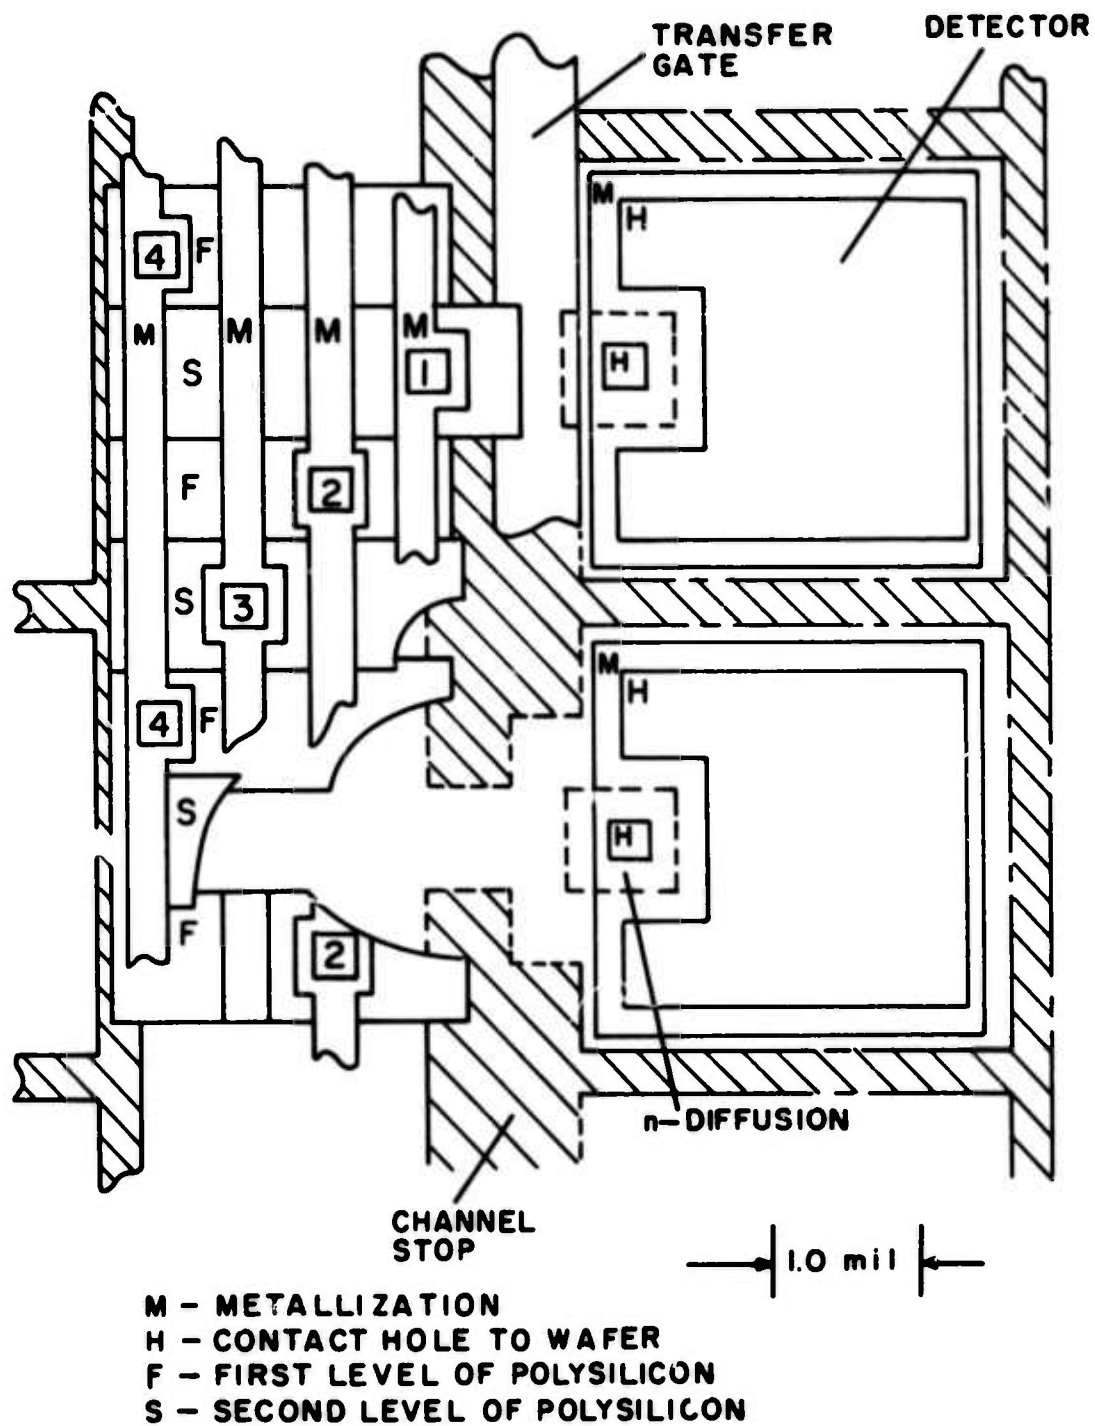 TRANSFER
GATE
DETECTOR
M
H
4
F
M
M
M
M
S
1
H
F
2
S
3
M
H
4
F
S
H
F
2
n-DIFFUSION
CHANNEL
STOP
1.0 mil
M - METALLIZATION
H - CONTACT HOLE TO WAFER
F - FIRST LEVEL OF POLYSILICON
S - SECOND LEVEL OF POLYSILICON